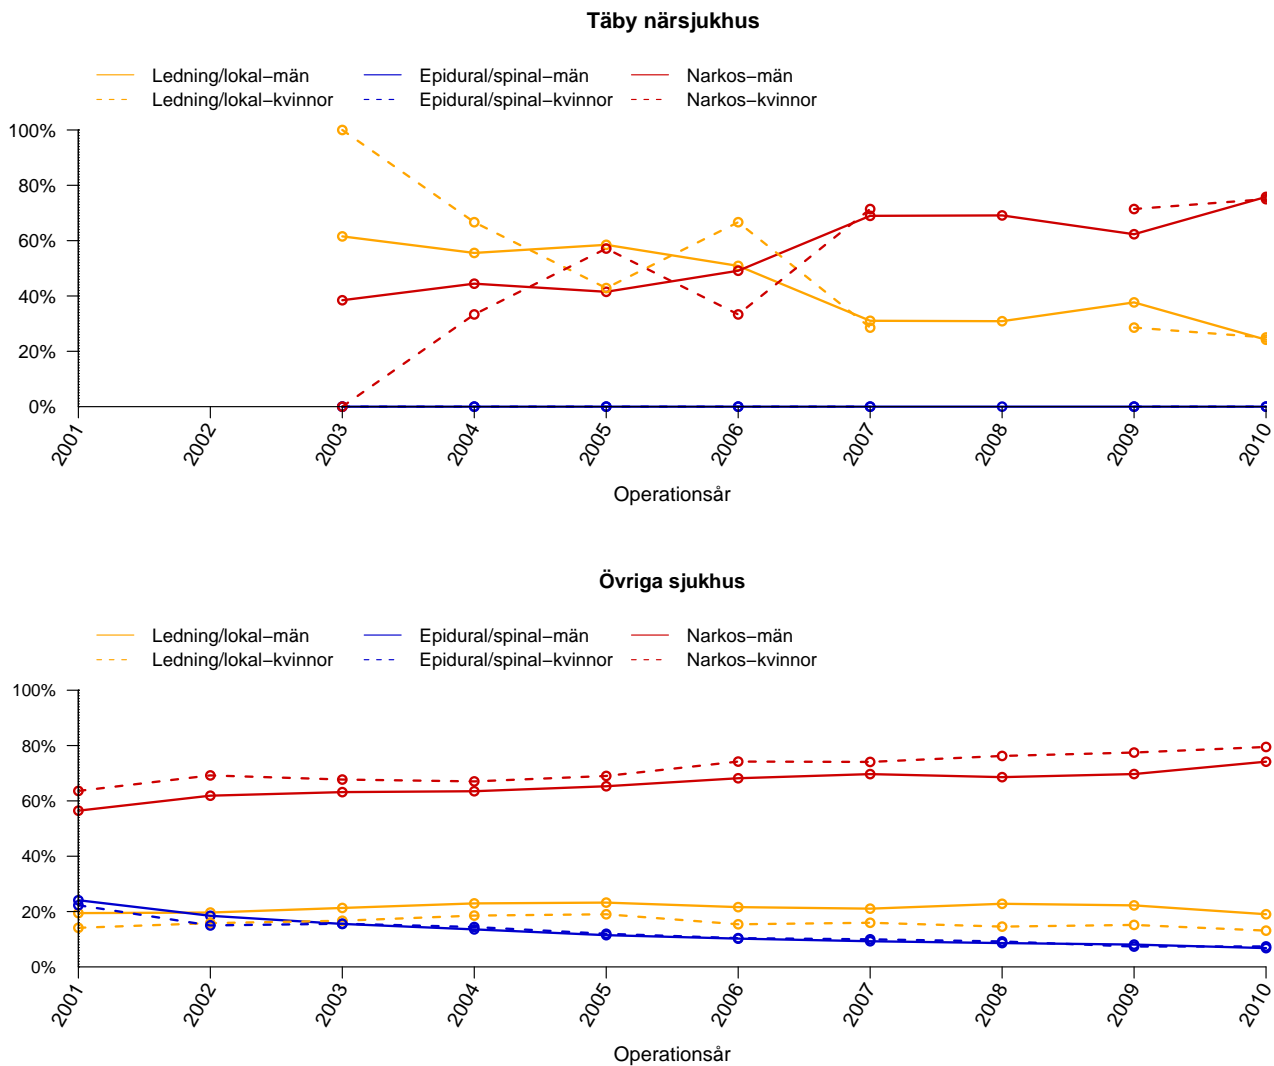 Täby närsjukhus
Ledning/lokal−män Epidural/spinal−män Narkos−män
Ledning/lokal−kvinnor Epidural/spinal−kvinnor Narkos−kvinnor
100%
80%
60%
40%
20%
0%
2001 2002 2003 2004 2005 2006 2007 2008 2009 2010
Operationsår
Övriga sjukhus
Ledning/lokal−män Epidural/spinal−män Narkos−män
Ledning/lokal−kvinnor Epidural/spinal−kvinnor Narkos−kvinnor
100%
80%
60%
40%
20%
0%
2001 2002 2003 2004 2005 2006 2007 2008 2009 2010
Operationsår